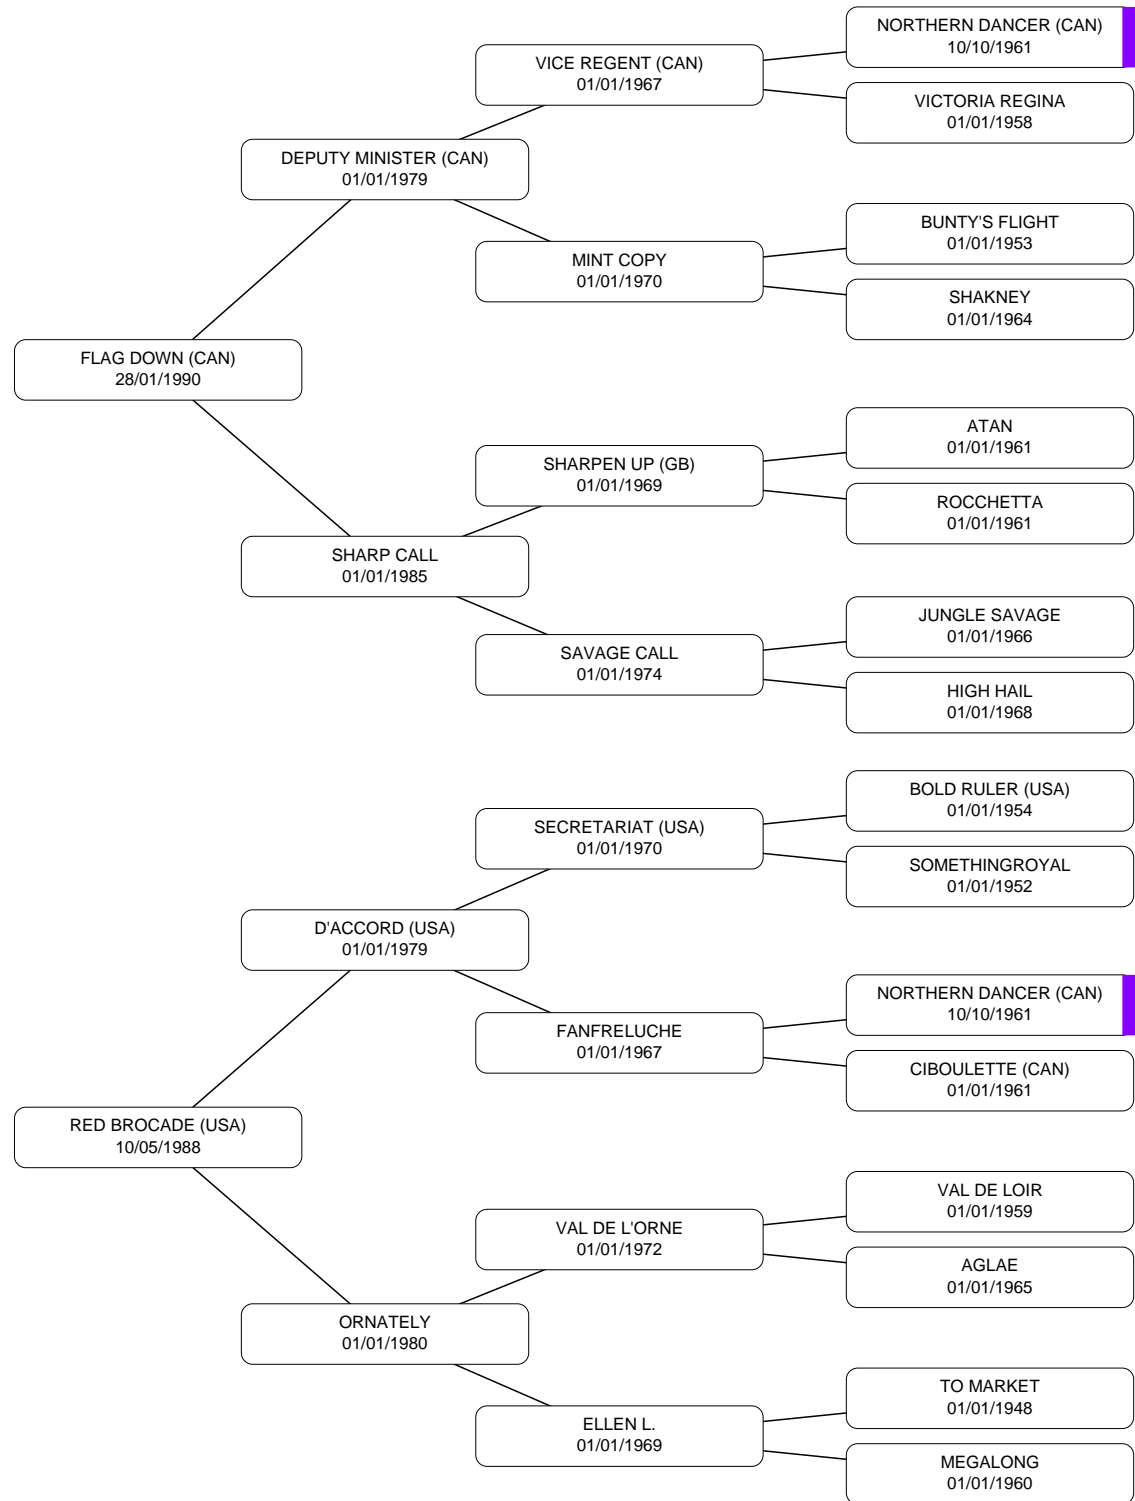 NORTHERN DANCER (CAN)
10/10/1961
VICE REGENT (CAN)
01/01/1967
VICTORIA REGINA
01/01/1958
DEPUTY MINISTER (CAN)
01/01/1979
BUNTY'S FLIGHT
01/01/1953
MINT COPY
01/01/1970
SHAKNEY
01/01/1964
FLAG DOWN (CAN)
28/01/1990
ATAN
01/01/1961
SHARPEN UP (GB)
01/01/1969
ROCCHETTA
01/01/1961
SHARP CALL
01/01/1985
JUNGLE SAVAGE
01/01/1966
SAVAGE CALL
01/01/1974
HIGH HAIL
01/01/1968
BOLD RULER (USA)
01/01/1954
SECRETARIAT (USA)
01/01/1970
SOMETHINGROYAL
01/01/1952
D'ACCORD (USA)
01/01/1979
NORTHERN DANCER (CAN)
10/10/1961
FANFRELUCHE
01/01/1967
CIBOULETTE (CAN)
01/01/1961
RED BROCADE (USA)
10/05/1988
VAL DE LOIR
01/01/1959
VAL DE L'ORNE
01/01/1972
AGLAE
01/01/1965
ORNATELY
01/01/1980
TO MARKET
01/01/1948
ELLEN L.
01/01/1969
MEGALONG
01/01/1960